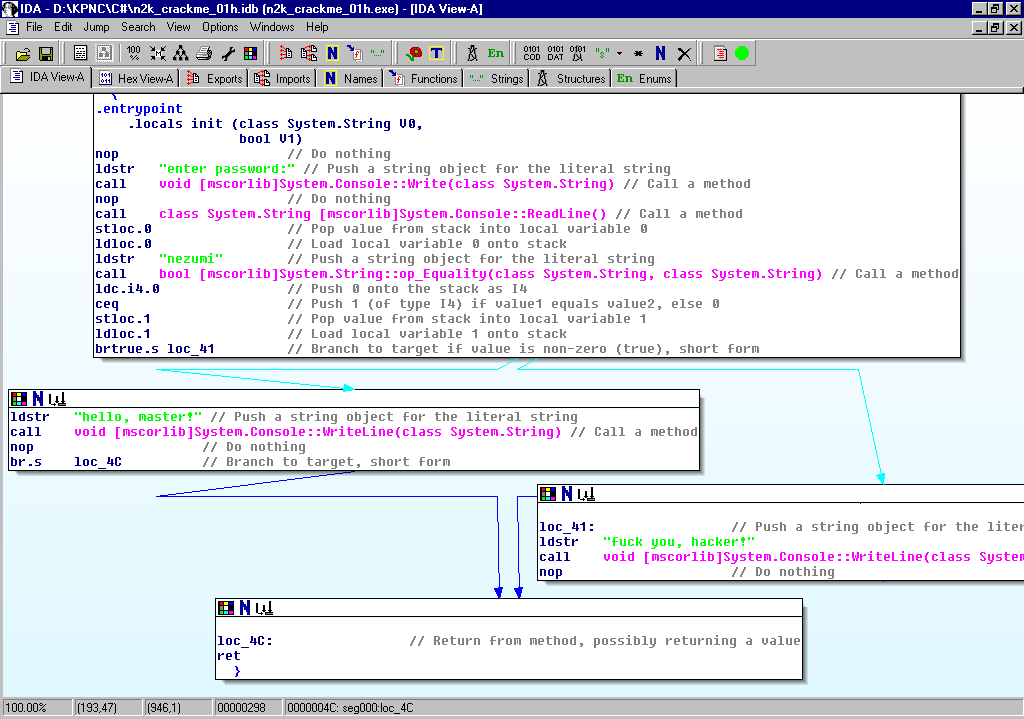 IDA - D:\KPNC\C#\n2k_crackme_01h.idb (n2k_crackme_01h.exe) - [IDA View-A]
File Edit Jump Search View Options Windows Help
IDA View-A Hex View-A Exports Imports N Names Functions Strings Structures En Enums
{
.entrypoint
.locals init (class System.String V0,
bool V1)
nop // Do nothing
ldstr "enter password:" // Push a string object for the literal string
call void [mscorlib]System.Console::Write(class System.String) // Call a method
nop // Do nothing
call class System.String [mscorlib]System.Console::ReadLine() // Call a method
stloc.0 // Pop value from stack into local variable 0
ldloc.0 // Load local variable 0 onto stack
ldstr "nezumi" // Push a string object for the literal string
call bool [mscorlib]System.String::op_Equality(class System.String, class System.String) // Call a method
ldc.i4.0 // Push 0 onto the stack as I4
ceq // Push 1 (of type I4) if value1 equals value2, else 0
stloc.1 // Pop value from stack into local variable 1
ldloc.1 // Load local variable 1 onto stack
brtrue.s loc_41 // Branch to target if value is non-zero (true), short form
N
ldstr "hello, master!" // Push a string object for the literal string
call void [mscorlib]System.Console::WriteLine(class System.String) // Call a method
nop // Do nothing
br.s loc_4C // Branch to target, short form
N
loc_41: // Push a string object for the liter
ldstr "fuck you, hacker!"
call void [mscorlib]System.Console::WriteLine(class System
nop // Do nothing
N
loc_4C: // Return from method, possibly returning a value
ret
}
100.00% (193,47) (946,1) 00000298 0000004C: seg000:loc_4C